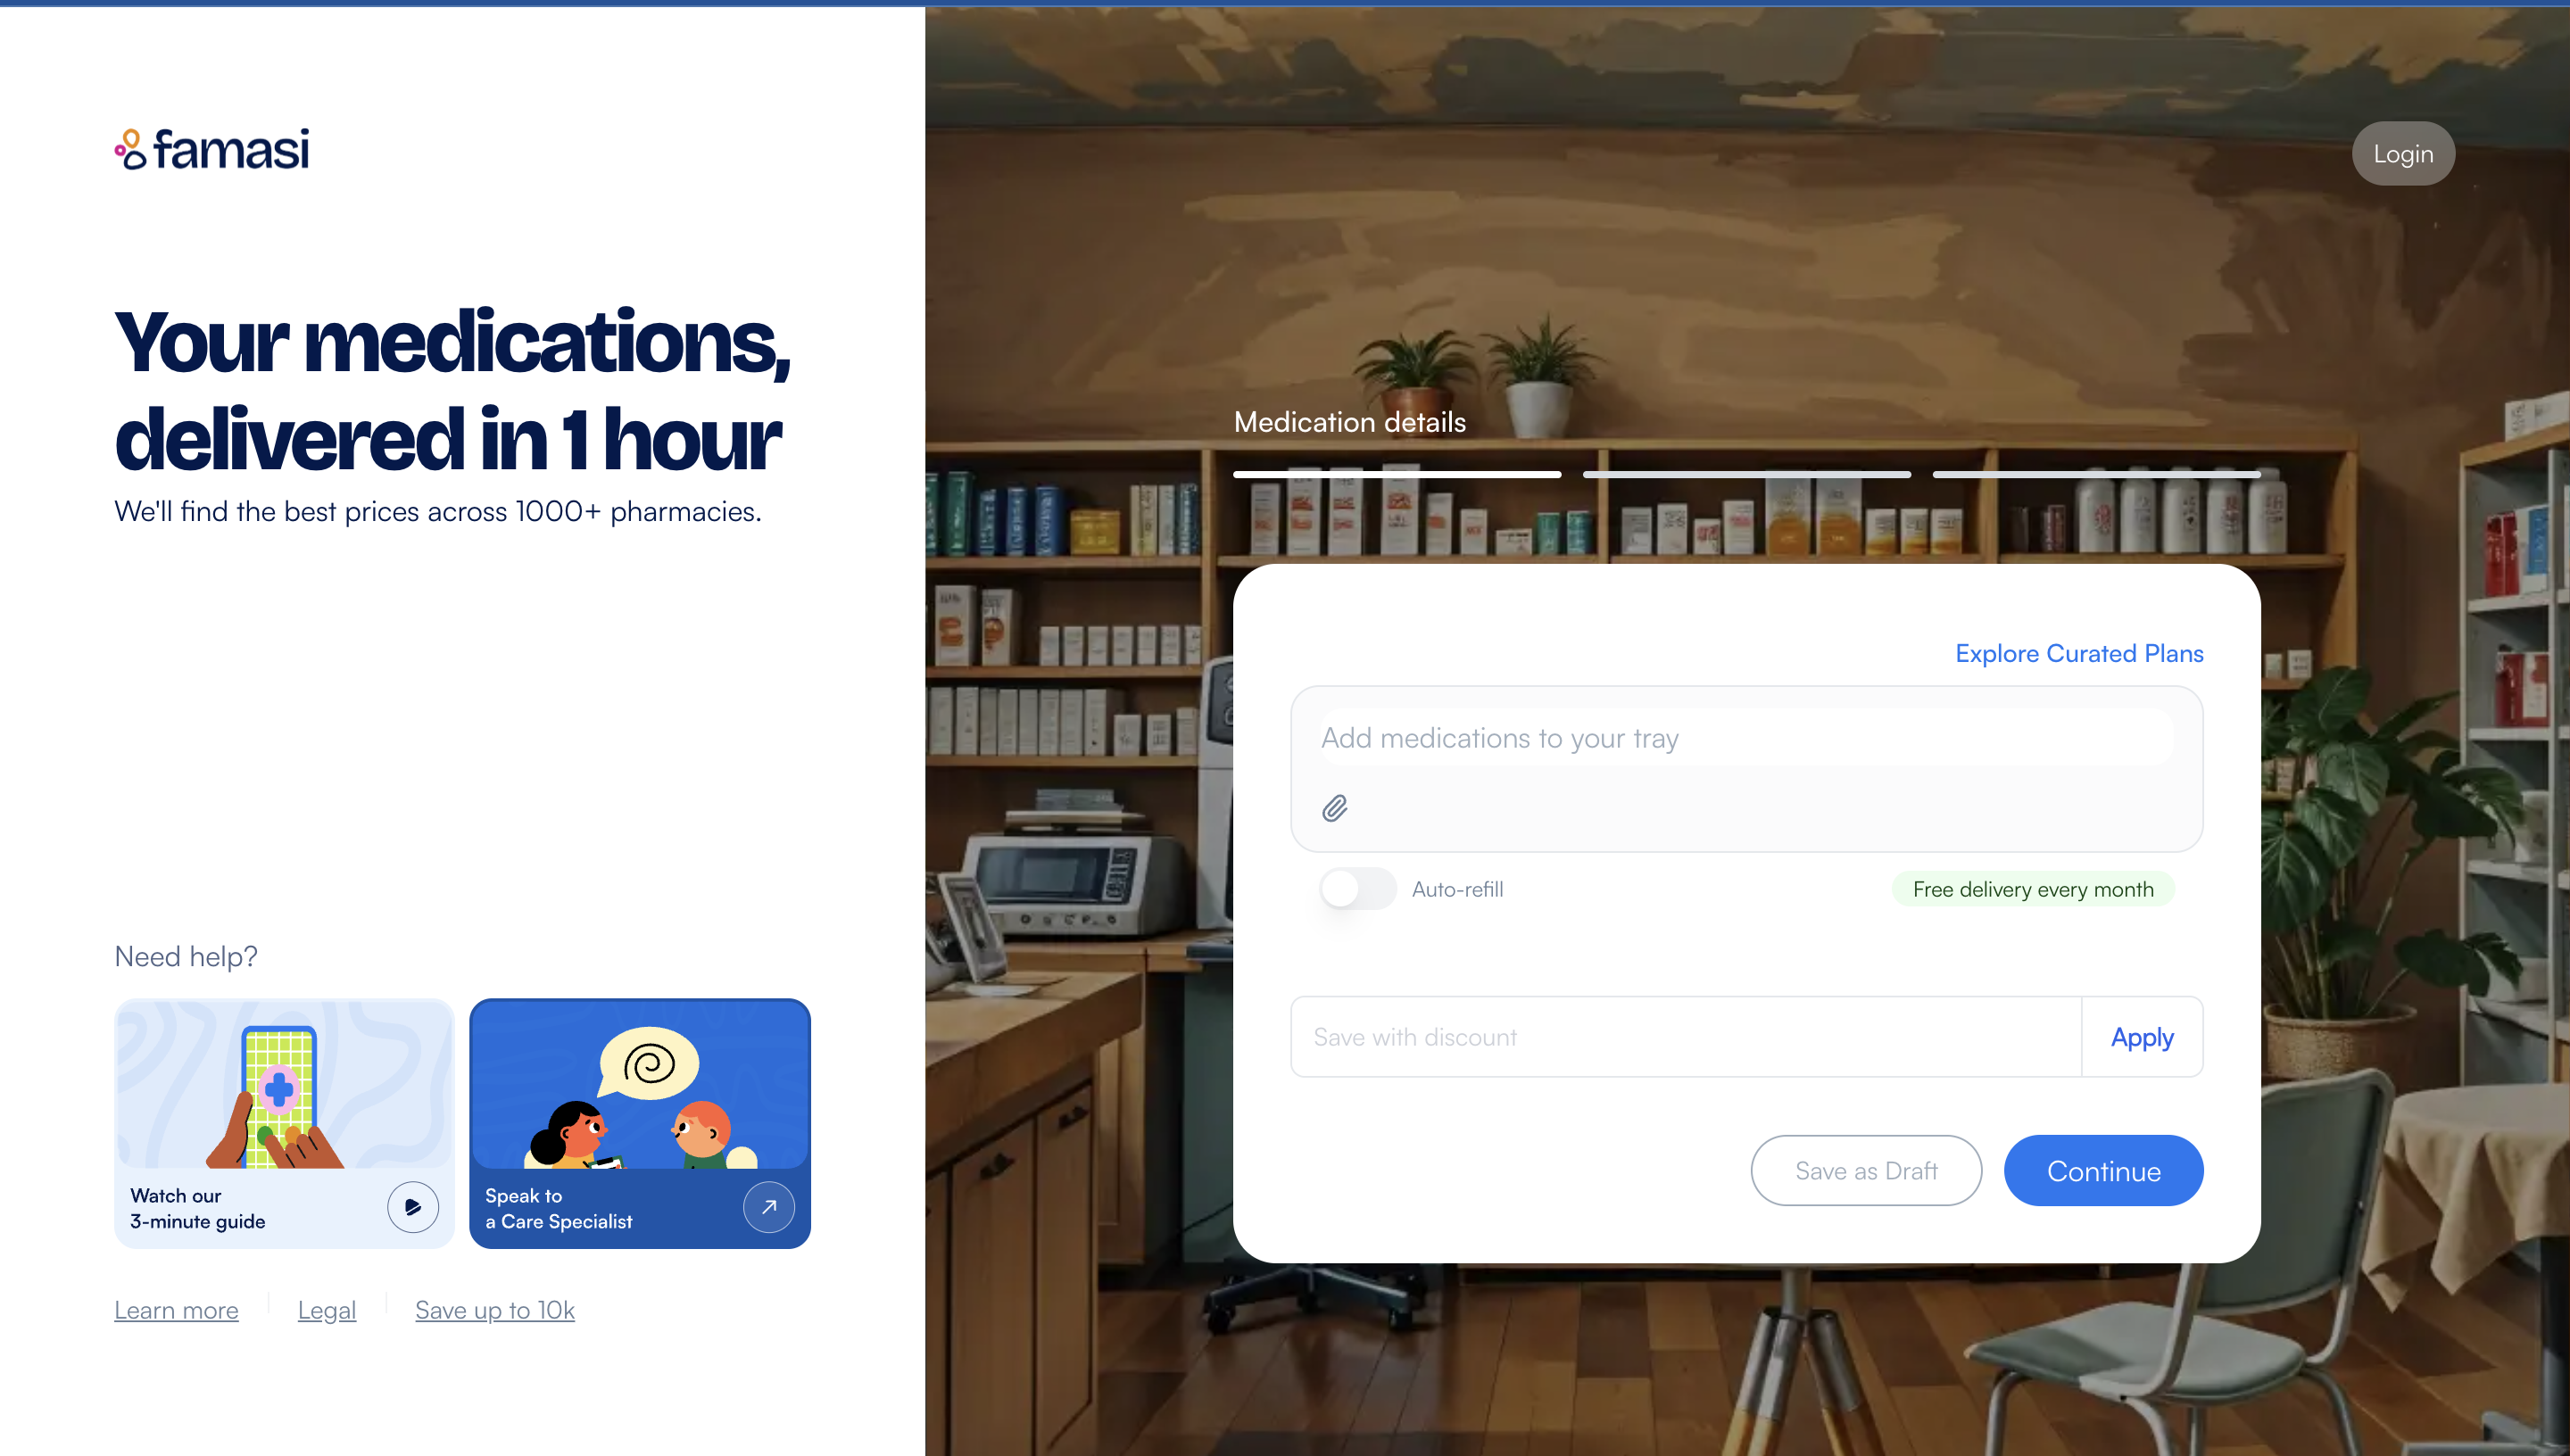 famasi
Your medications,
delivered in 1 hour
We'll find the best prices across 1000+ pharmacies.
Need help?
Watch our
3-minute guide
Speak to
a Care Specialist
Learn more
Legal
Save up to 10k
Login
Medication details
Explore Curated Plans
Add medications to your tray
Auto-refill
Free delivery every month
Save with discount
Apply
Save as Draft
Continue